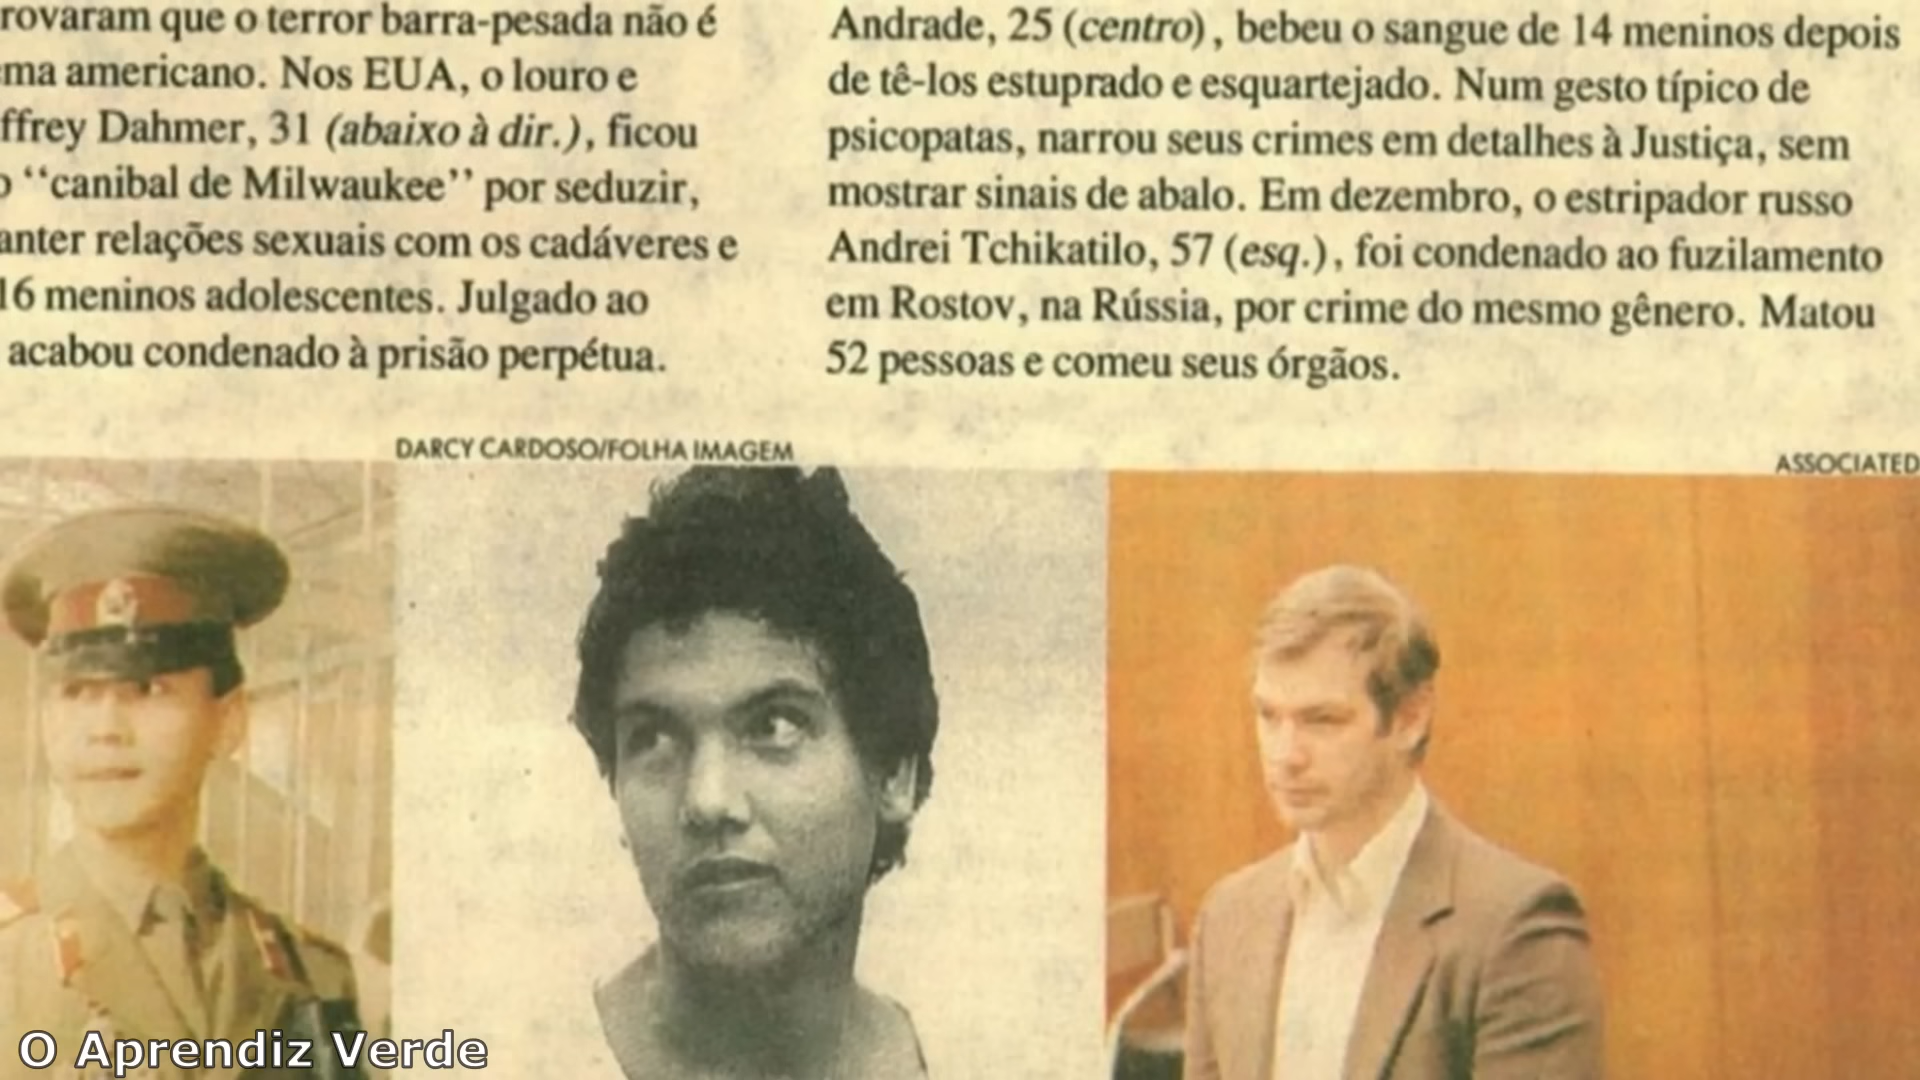 rovaram que o terror barra-pesada não é
ma americano. Nos EUA, o louro e
ffrey Dahmer, 31 (abaixo à dir.), ficou
o “canibal de Milwaukee” por seduzir,
anter relações sexuais com os cadáveres e
16 meninos adolescentes. Julgado ao
acabou condenado à prisão perpétua.
Andrade, 25 (centro), bebeu o sangue de 14 meninos depois
de tê-los estuprado e esquartejado. Num gesto típico de
psicopatas, narrou seus crimes em detalhes à Justiça, sem
mostrar sinais de abalo. Em dezembro, o estripador russo
Andrei Tchikatilo, 57 (esq.), foi condenado ao fuzilamento
em Rostov, na Rússia, por crime do mesmo gênero. Matou
52 pessoas e comeu seus órgãos.
DARCY CARDOSO/FOLHA IMAGEM
ASSOCIATED
O Aprendiz Verde